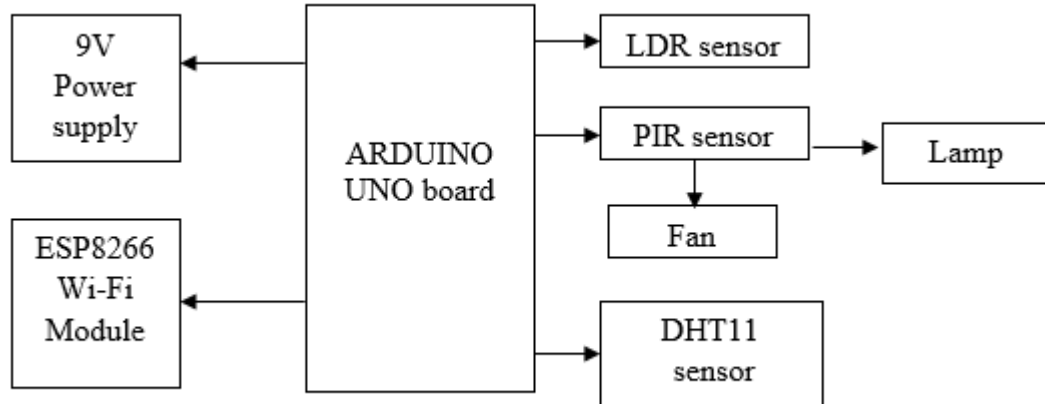 9V
Power
supply
ESP8266
Wi-Fi
Module
ARDUINO
UNO board
LDR sensor
PIR sensor
Lamp
Fan
DHT11
sensor